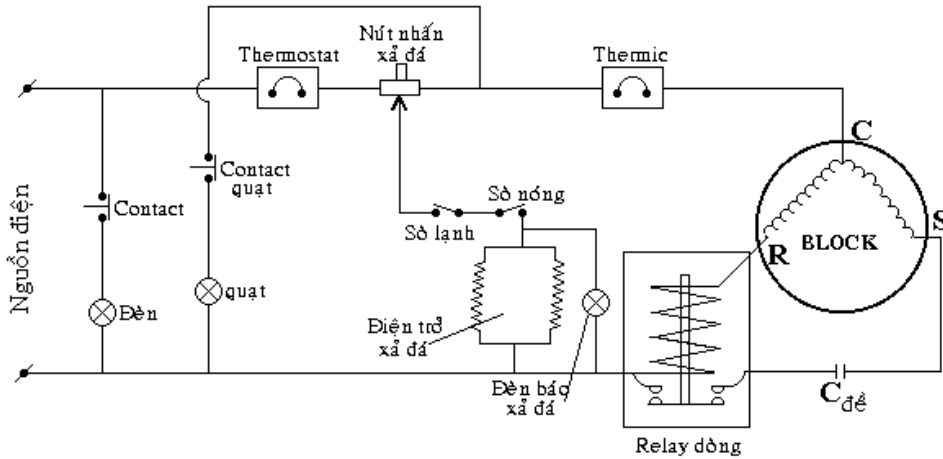 Nút nhấn
xả đá
Thermostat
Thermic
C
Contact
quạt
Contact
Sò nóng
Sò lạnh
S
R
BLOCK
Nguồn điện
Đèn
quạt
Điện trở
xả đá
Đèn báo
xả đá
C đề
Relay dòng